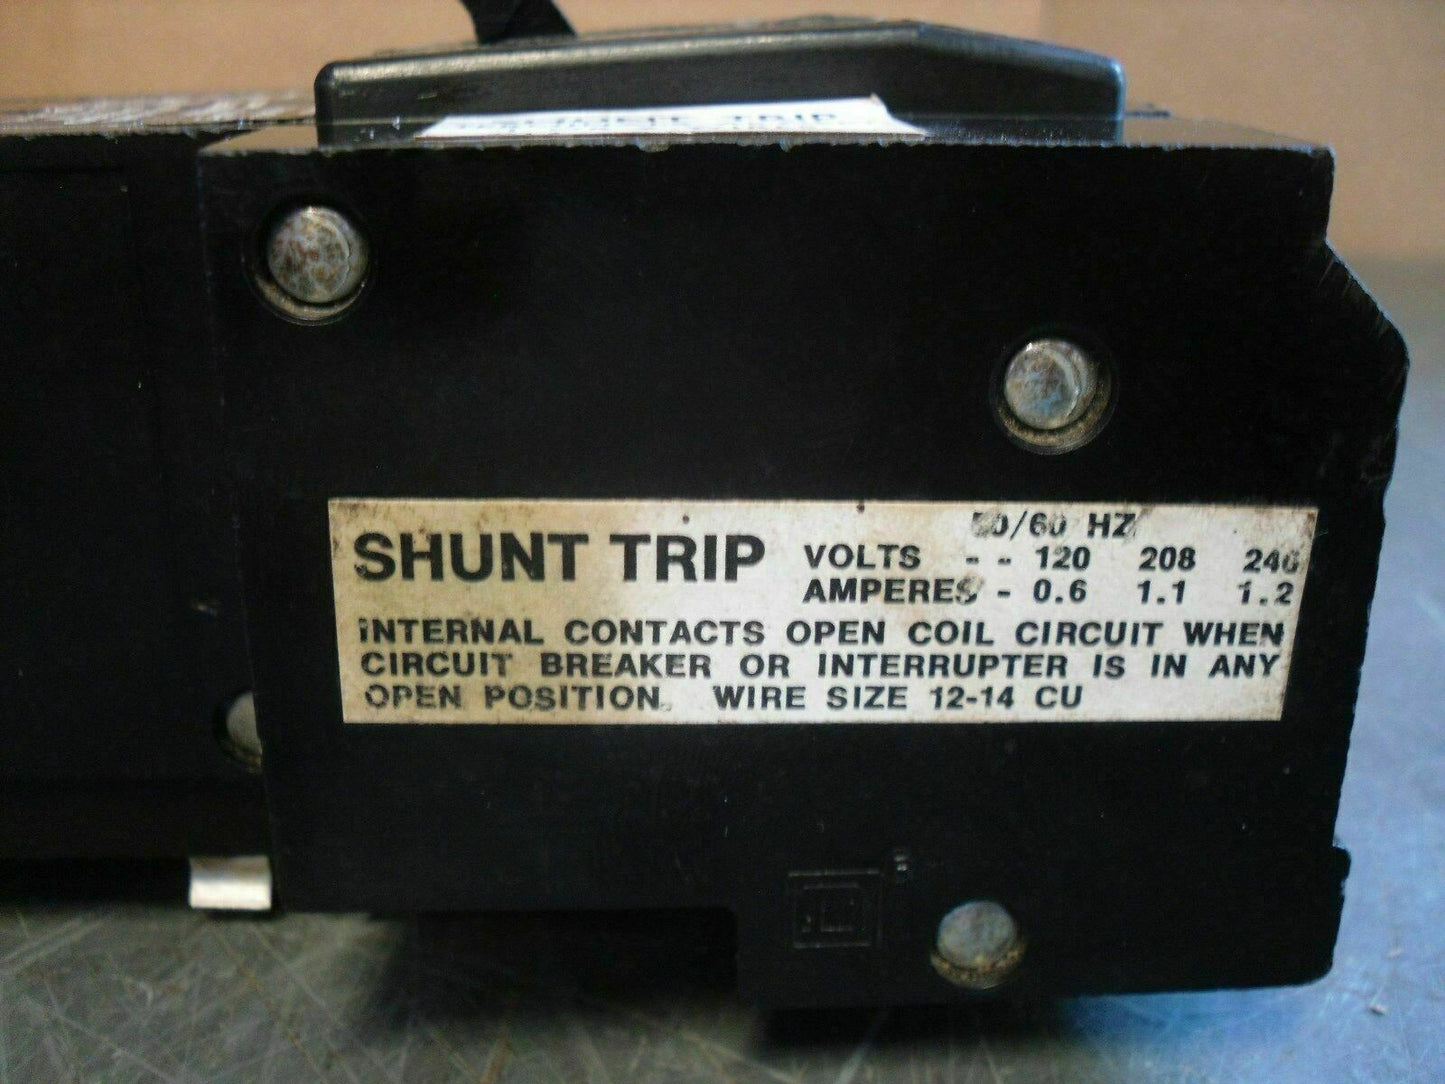 SHUNT TRIP
50/60 HZ
VOLTS - - 120 208 240
AMPERES - 0.6 1.1 1.2
INTERNAL CONTACTS OPEN COIL CIRCUIT WHEN
CIRCUIT BREAKER OR INTERRUPTER IS IN ANY
OPEN POSITION. WIRE SIZE 12-14 CU